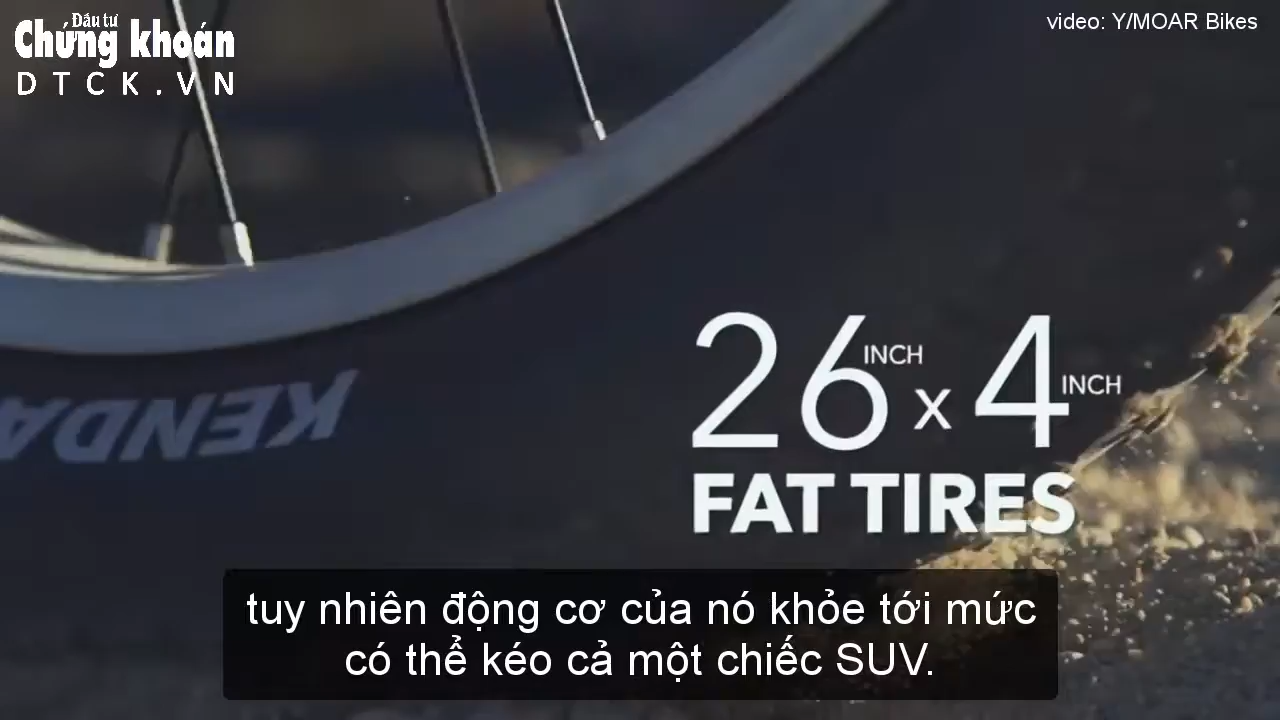 Đầu tư
Chứng khoán
DTCK.VN
video: Y/MOAR Bikes
26 INCH x 4 INCH
FAT TIRES
KENDA
tuy nhiên động cơ của nó khỏe tới mức
có thể kéo cả một chiếc SUV.